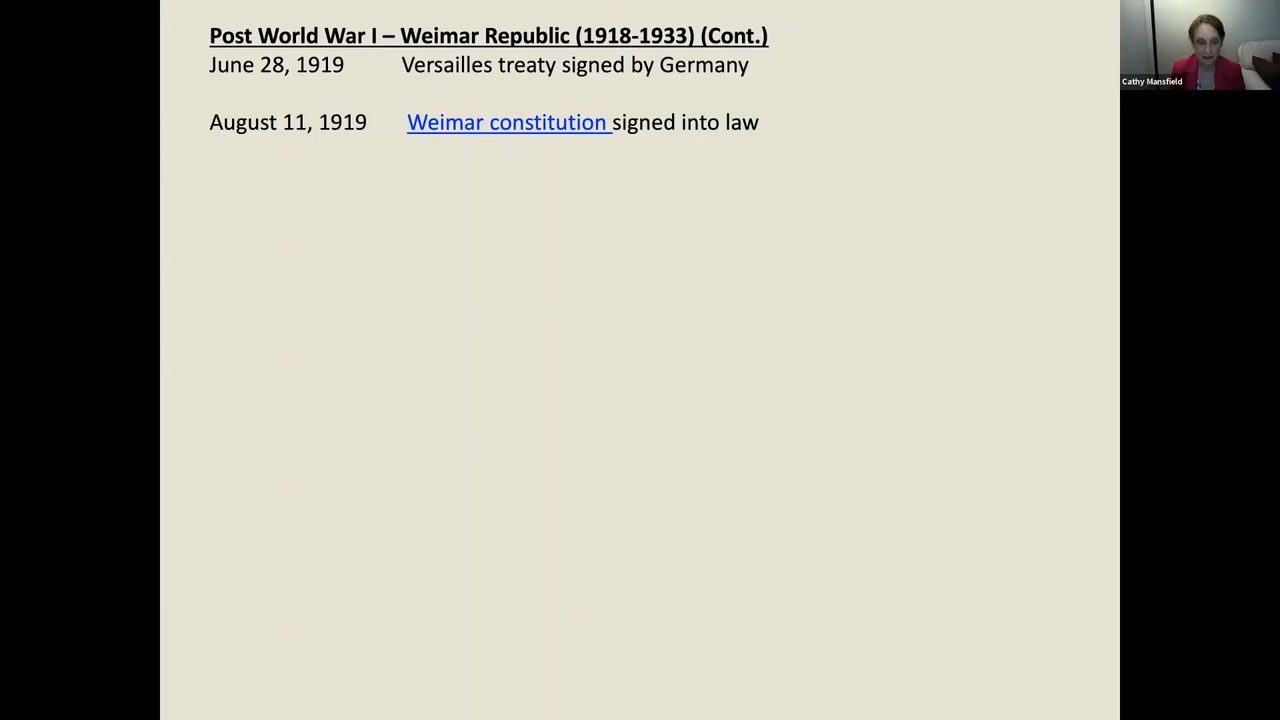 Post World War I – Weimar Republic (1918-1933) (Cont.)
June 28, 1919 Versailles treaty signed by Germany
August 11, 1919 Weimar constitution signed into law
Cathy Mansfield